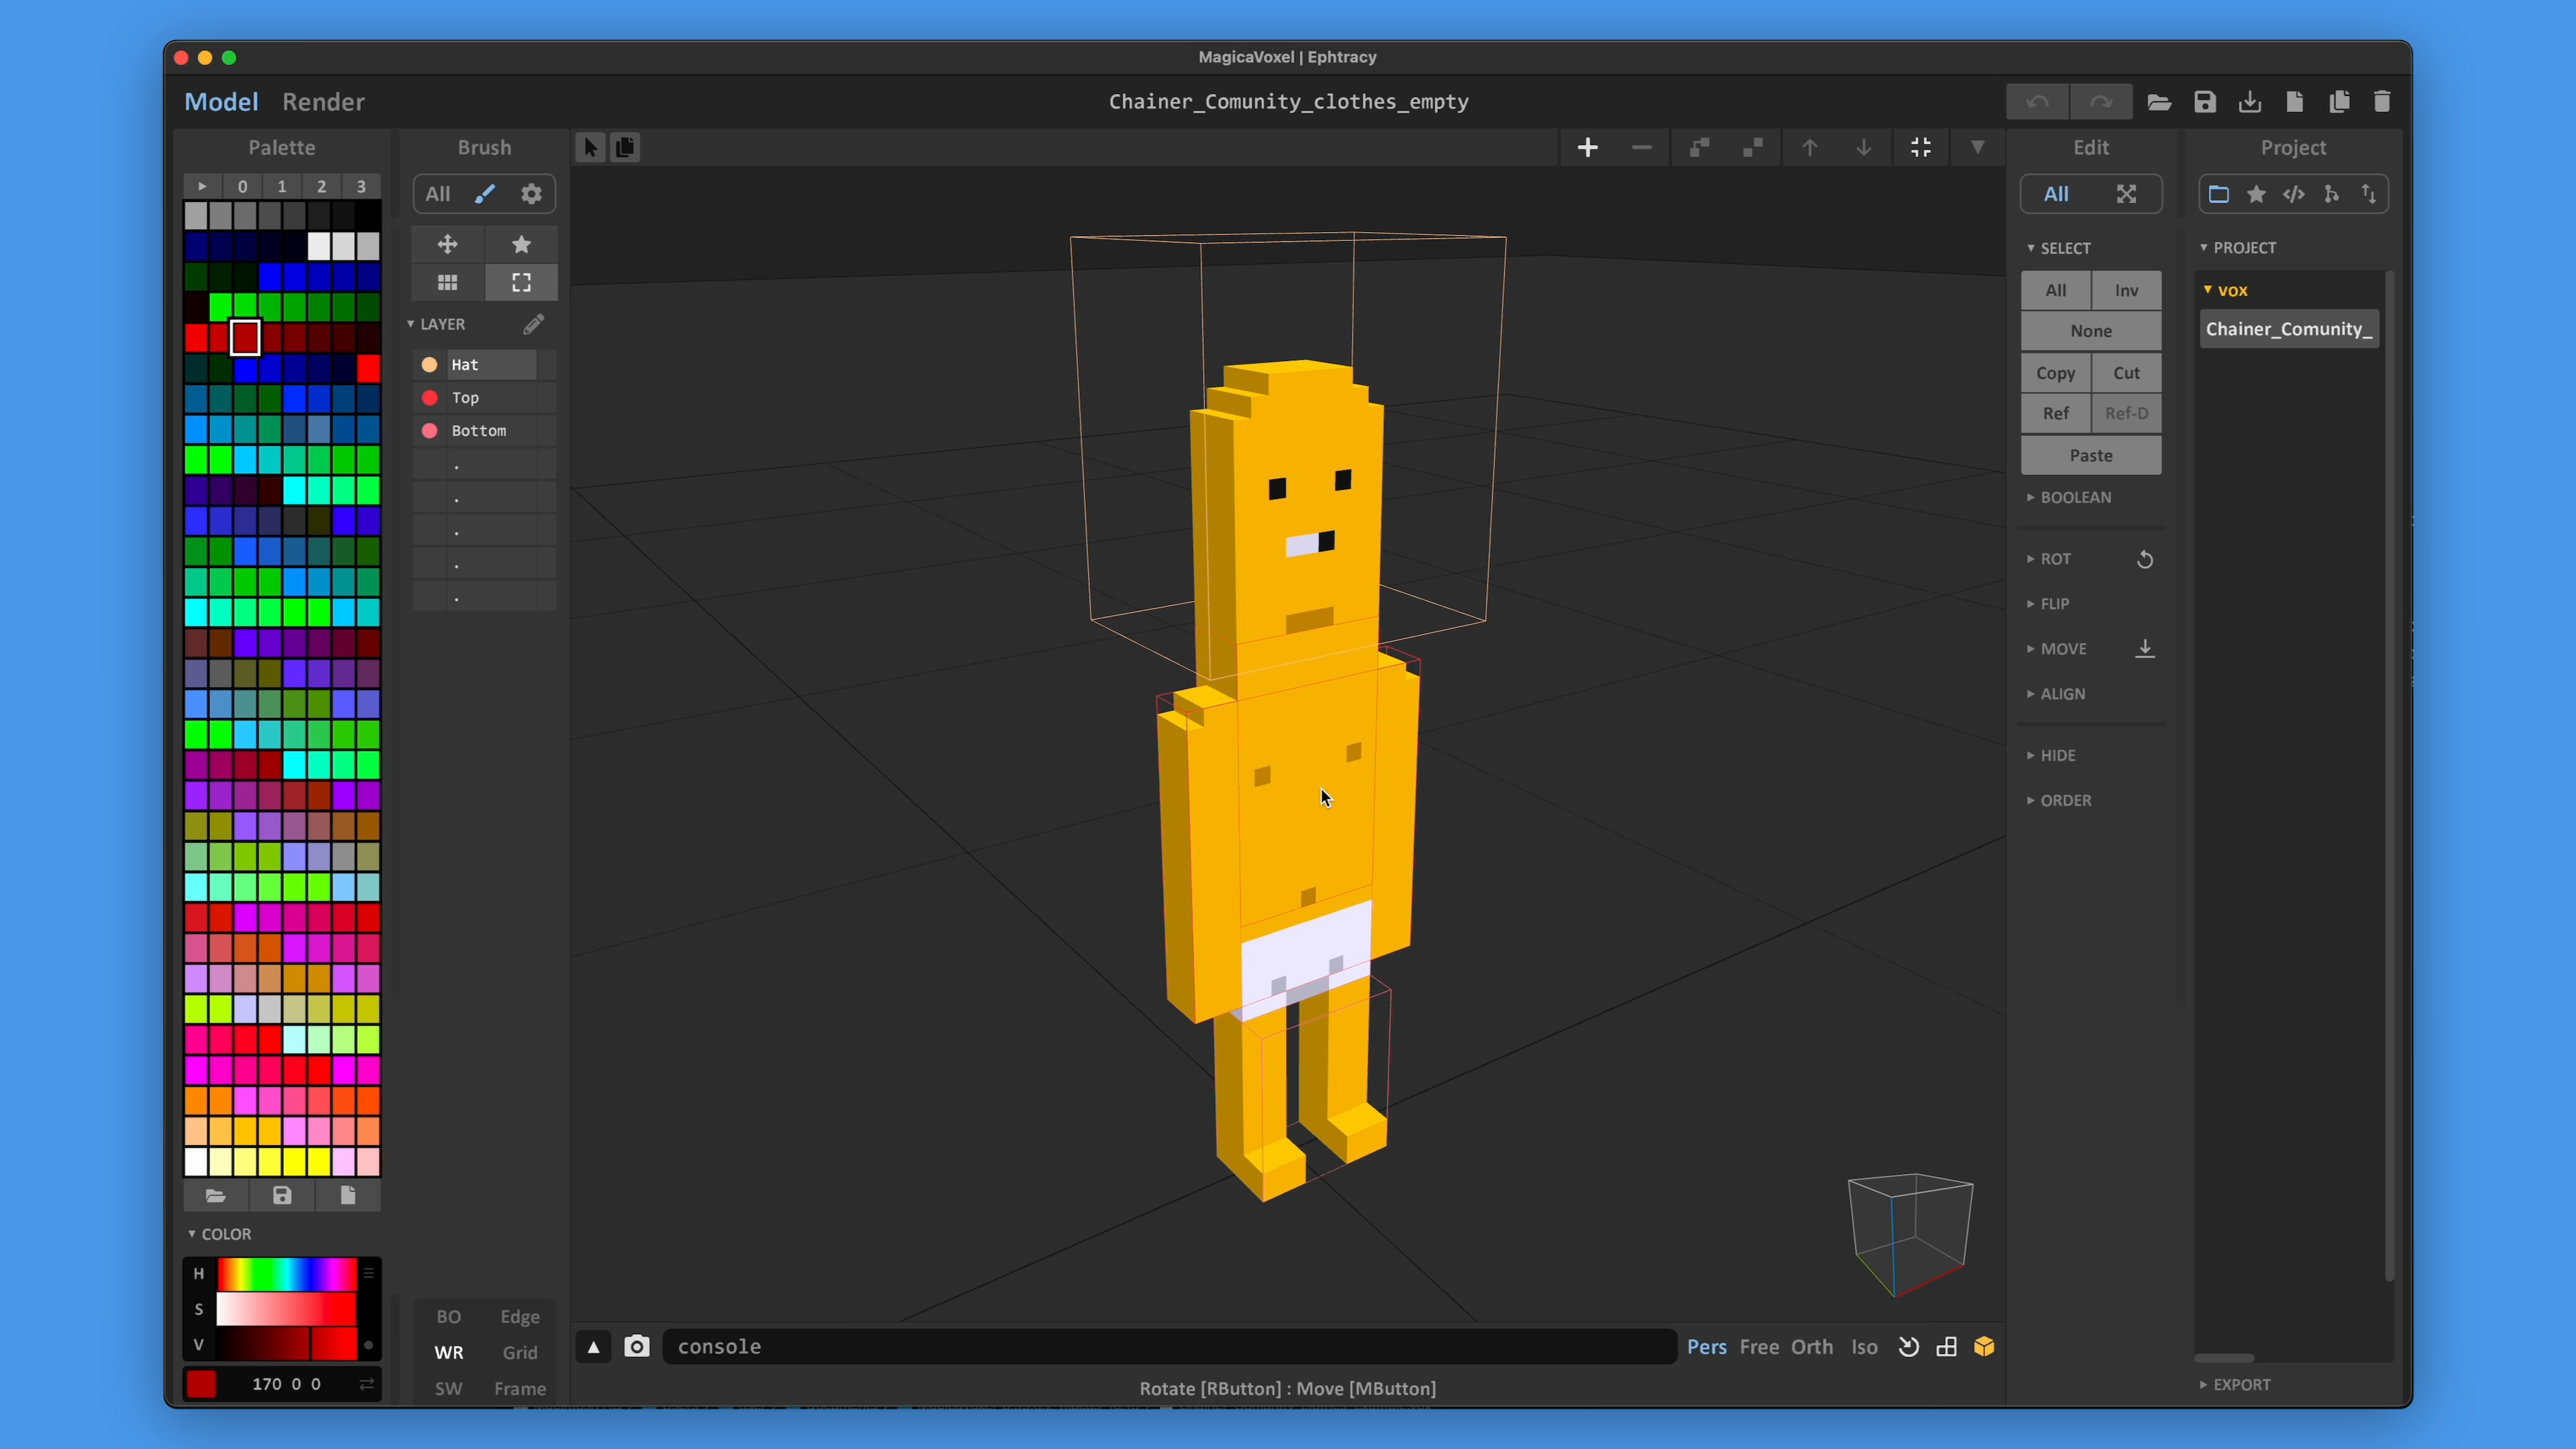 MagicaVoxel | Ephtracy
Model Render
Chainer_Comunity_clothes_empty
Palette
0 1 2 3
COLOR
H
S
V
170 0 0
Brush
All
LAYER
Hat
Top
Bottom
.
.
.
.
.
BO Edge
WR Grid
SW Frame
console
Pers Free Orth Iso
Rotate [RButton] : Move [MButton]
Edit
All
SELECT
All Inv
None
Copy Cut
Ref Ref-D
Paste
BOOLEAN
ROT
FLIP
MOVE
ALIGN
HIDE
ORDER
Project
PROJECT
vox
Chainer_Comunity_
EXPORT